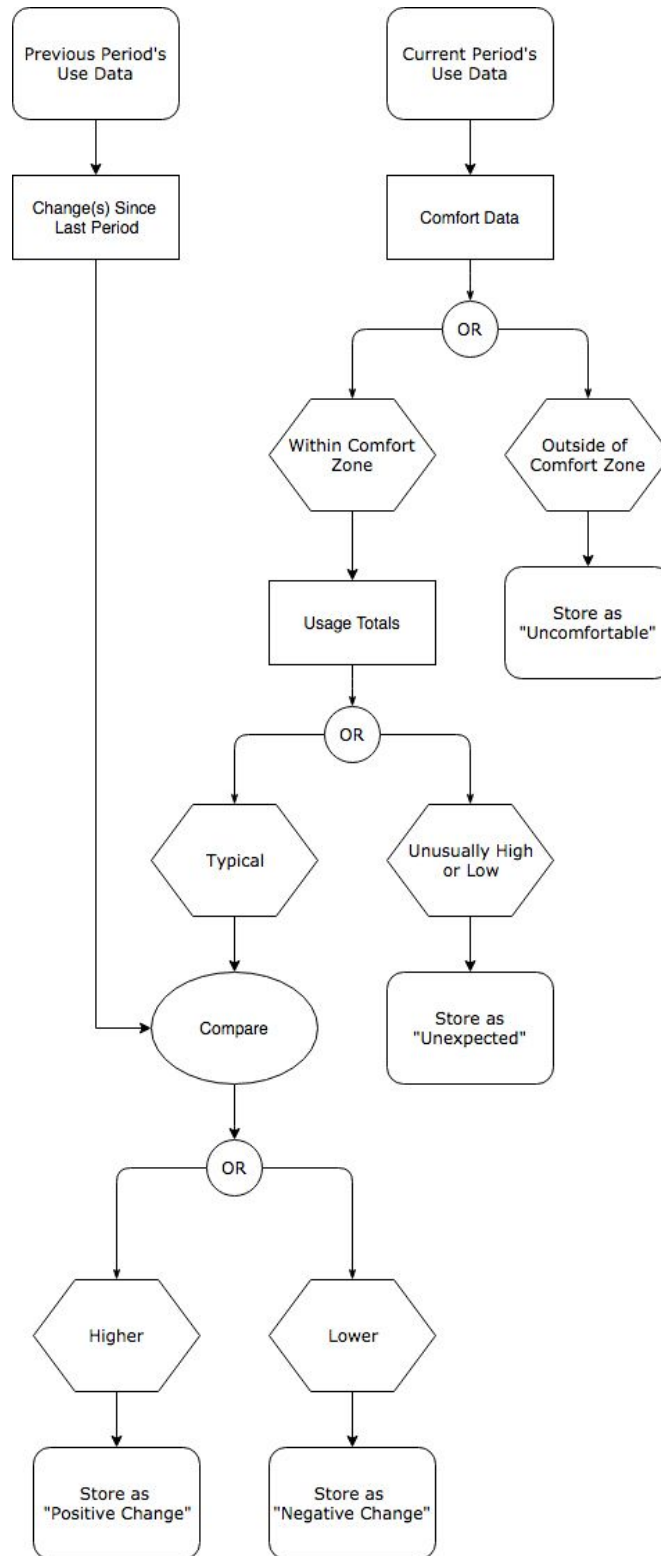 Previous Period's
Use Data
Current Period's
Use Data
Change(s) Since
Last Period
Comfort Data
OR
Within Comfort
Zone
Outside of
Comfort Zone
Usage Totals
Store as
"Uncomfortable"
OR
Typical
Unusually High
or Low
Compare
Store as
"Unexpected"
OR
Higher
Lower
Store as
"Positive Change"
Store as
"Negative Change"